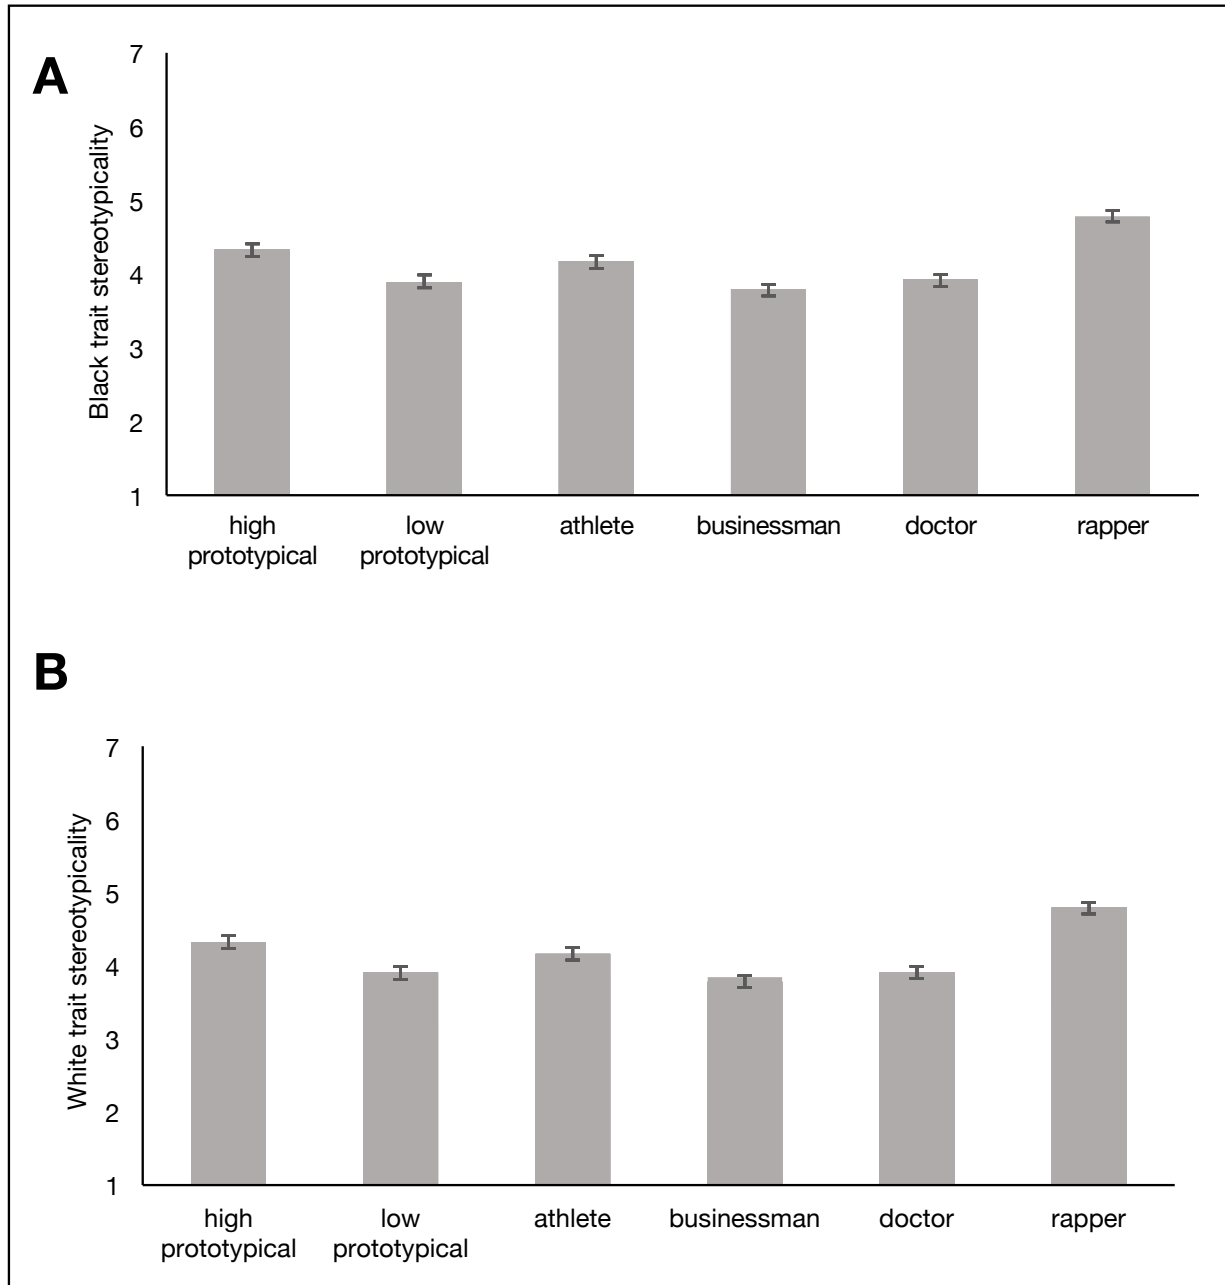 A
Black trait stereotypicality
7
6
5
4
3
2
1
high
prototypical
low
prototypical
athlete
businessman
doctor
rapper
B
White trait stereotypicality
7
6
5
4
3
2
1
high
prototypical
low
prototypical
athlete
businessman
doctor
rapper